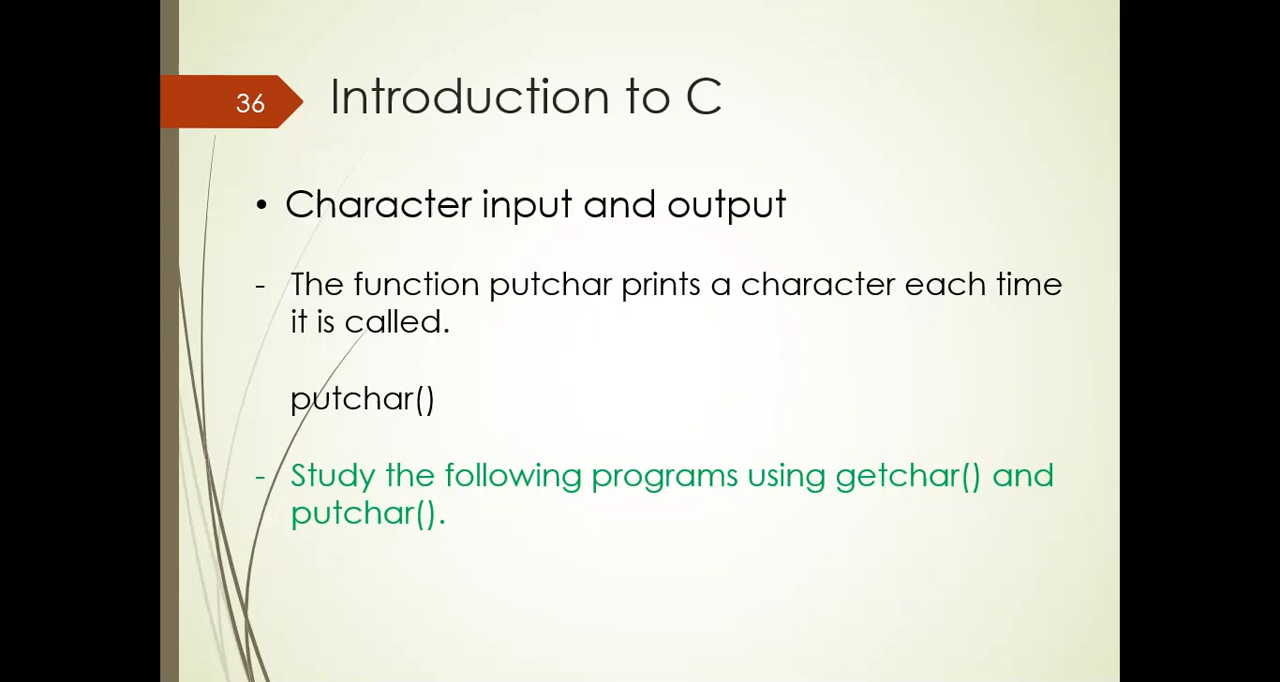 36
Introduction to C
• Character input and output
- The function putchar prints a character each time
it is called.
putchar()
- Study the following programs using getchar() and
putchar().